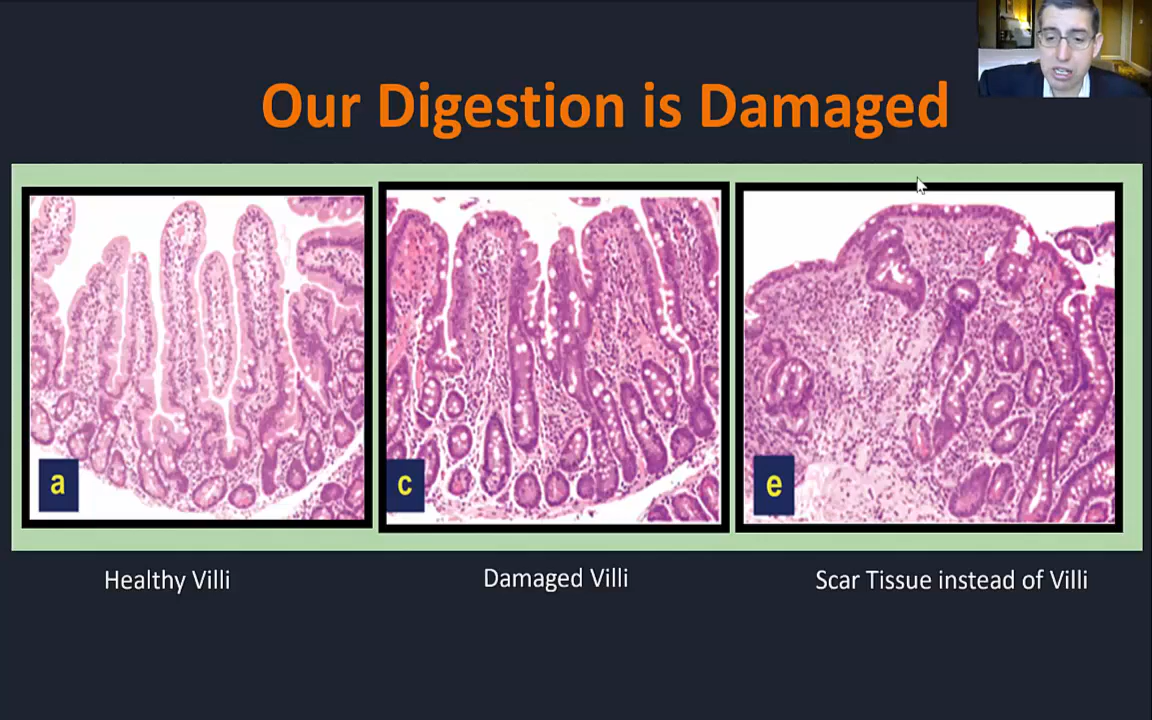 Our Digestion is Damaged
a
c
e
Healthy Villi
Damaged Villi
Scar Tissue instead of Villi